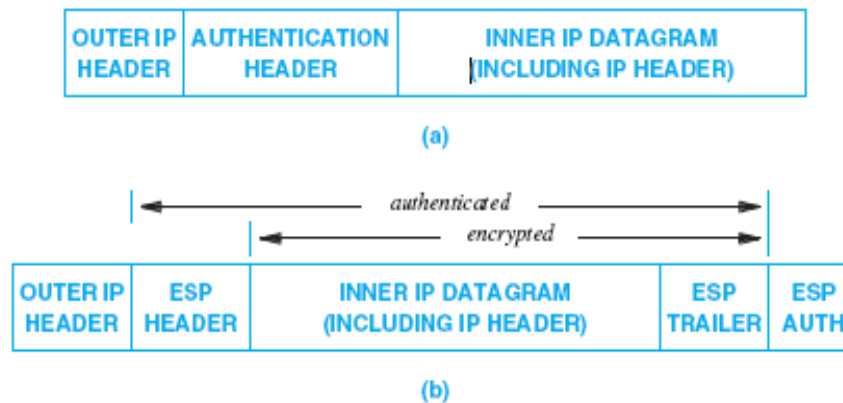 OUTER IP HEADER
AUTHENTICATION HEADER
INNER IP DATAGRAM
(INCLUDING IP HEADER)
(a)
authenticated
encrypted
OUTER IP HEADER
ESP HEADER
INNER IP DATAGRAM
(INCLUDING IP HEADER)
ESP TRAILER
ESP AUTH
(b)